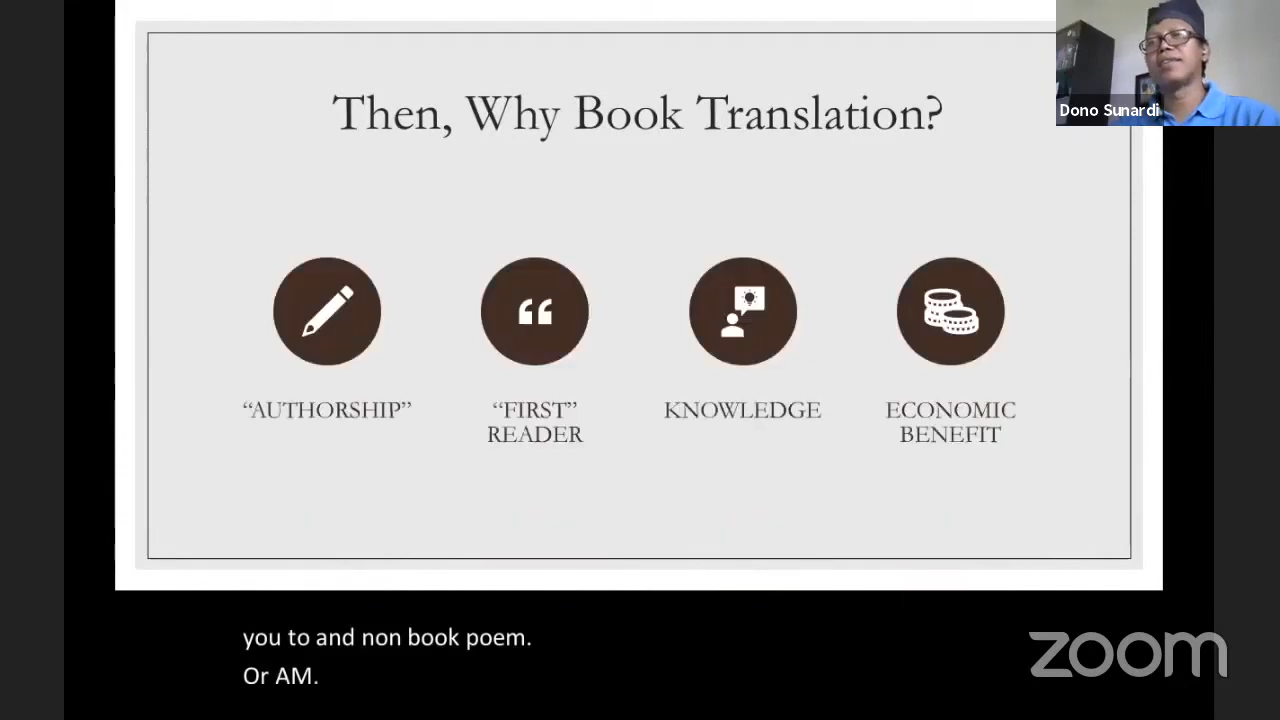 Then, Why Book Translation?
Dono Sunardi
“AUTHORSHIP”
“FIRST”
READER
KNOWLEDGE
ECONOMIC
BENEFIT
you to and non book poem.
Or AM.
zoom